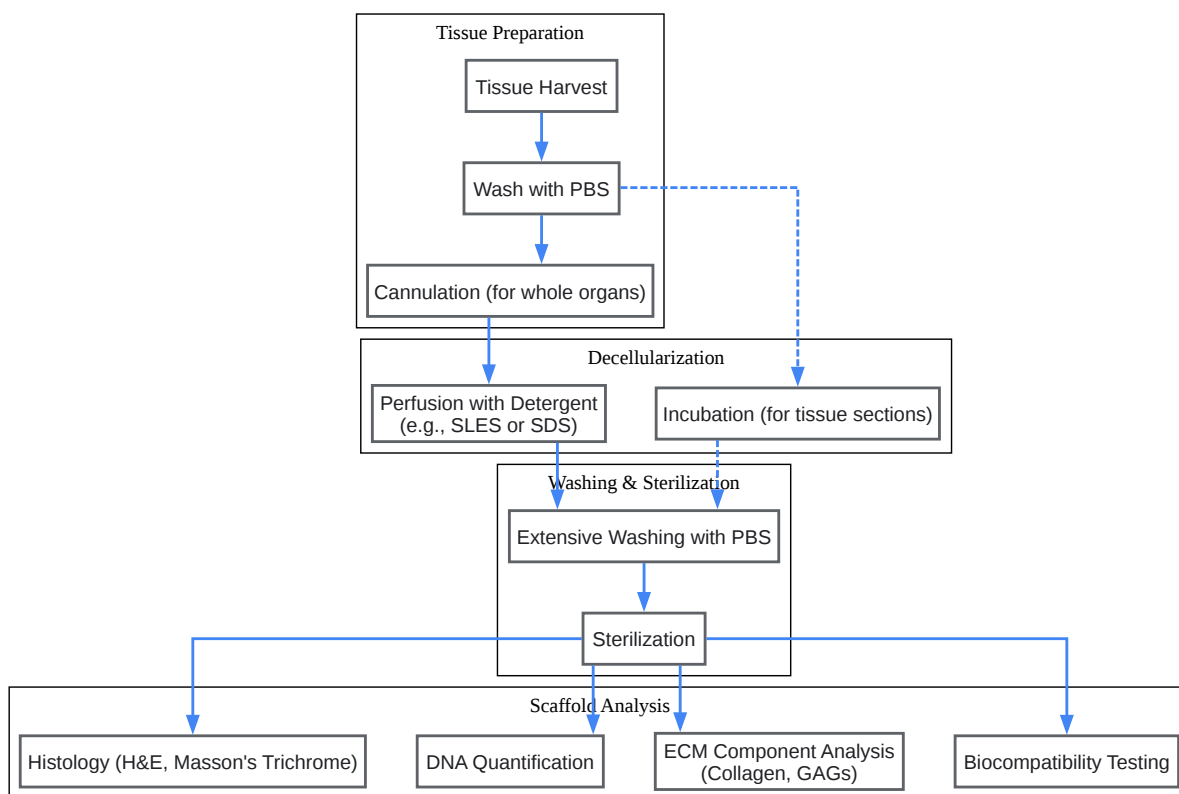 Tissue Preparation
Tissue Harvest
Wash with PBS
Cannulation (for whole organs)
Decellularization
Perfusion with Detergent
(e.g., SLES or SDS)
Incubation (for tissue sections)
Washing & Sterilization
Extensive Washing with PBS
Sterilization
Scaffold Analysis
Histology (H&E, Masson's Trichrome)
DNA Quantification
ECM Component Analysis
(Collagen, GAGs)
Biocompatibility Testing